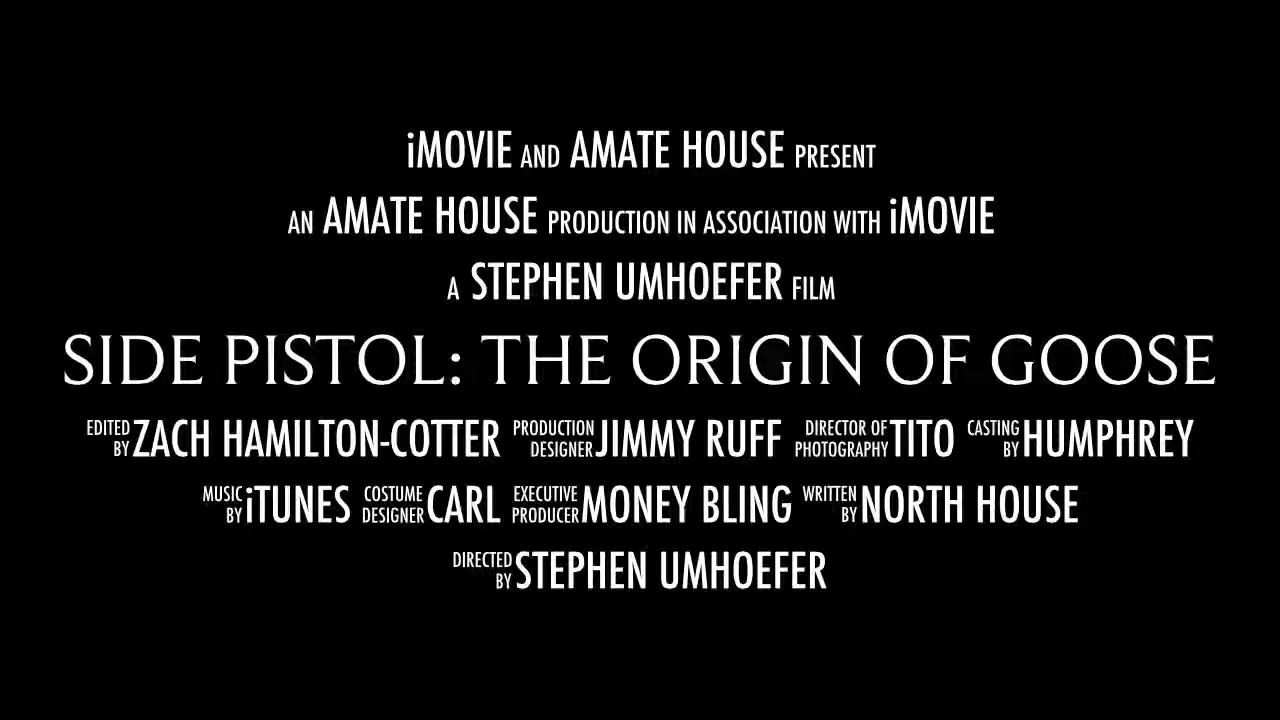 iMOVIE AND AMATE HOUSE PRESENT
AN AMATE HOUSE PRODUCTION IN ASSOCIATION WITH iMOVIE
A STEPHEN UMHOEFER FILM
SIDE PISTOL: THE ORIGIN OF GOOSE
EDITED BY ZACH HAMILTON-COTTER PRODUCTION DESIGNER JIMMY RUFF DIRECTOR OF PHOTOGRAPHY TITO CASTING BY HUMPHREY
MUSIC BY iTUNES COSTUME DESIGNER CARL EXECUTIVE PRODUCER MONEY BLING WRITTEN BY NORTH HOUSE
DIRECTED BY STEPHEN UMHOEFER